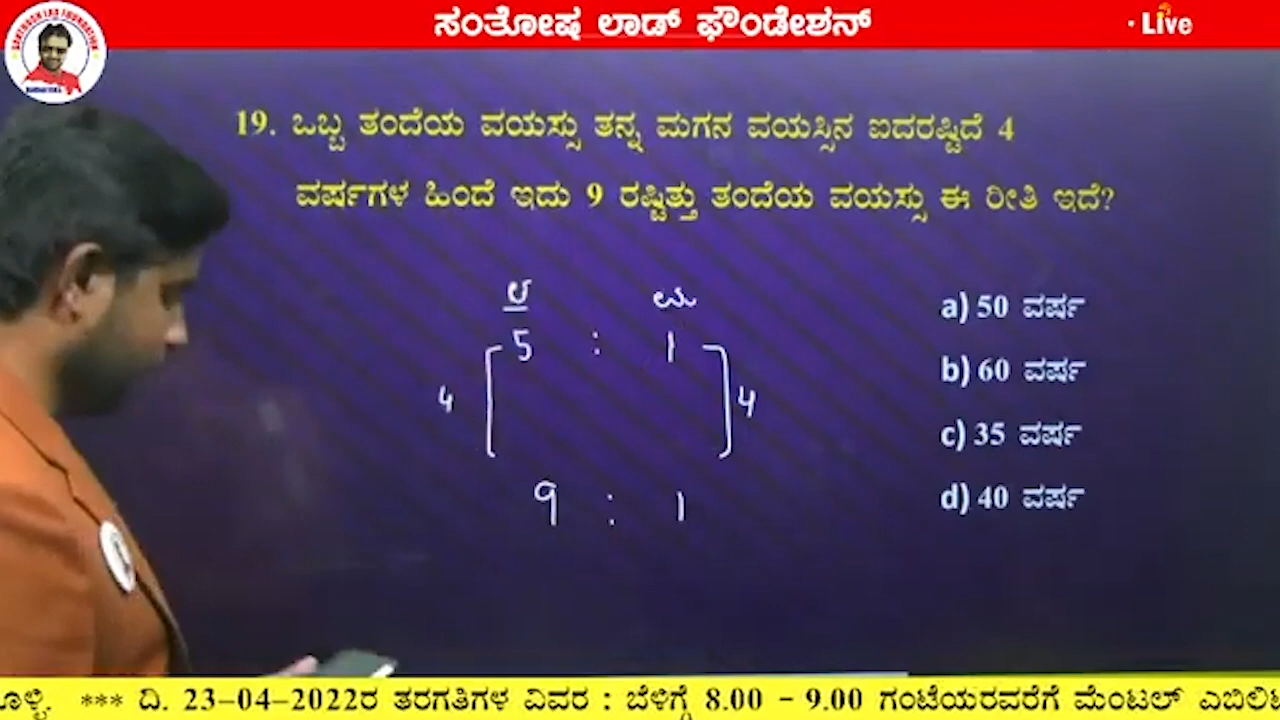 ಸಂತೋಷ ಲಾಡ್ ಫೌಂಡೇಶನ್
Live
19. ಒಬ್ಬ ತಂದೆಯ ವಯಸ್ಸು ತನ್ನ ಮಗನ ವಯಸ್ಸಿನ ಐದರಷ್ಟಿದೆ 4
ವರ್ಷಗಳ ಹಿಂದೆ ಇದು 9 ರಷ್ಟಿತ್ತು ತಂದೆಯ ವಯಸ್ಸು ಈ ರೀತಿ ಇದೆ?
5 : 1
4 4
9 : 1
a) 50 ವರ್ಷ
b) 60 ವರ್ಷ
c) 35 ವರ್ಷ
d) 40 ವರ್ಷ
*** ದಿ. 23-04-2022ರ ತರಗತಿಗಳ ವಿವರ : ಬೆಳಿಗ್ಗೆ 8.00 - 9.00 ಗಂಟೆಯರವರೆಗೆ ಮೆಂಟಲ್